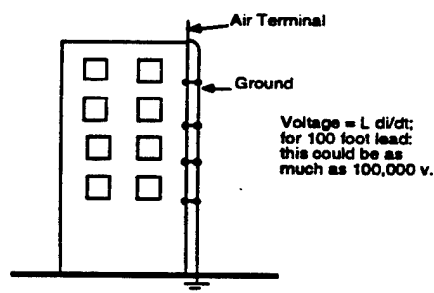 Air Terminal
Ground
Voltage = L di/dt;
for 100 foot lead:
this could be as
much as 100,000 v.